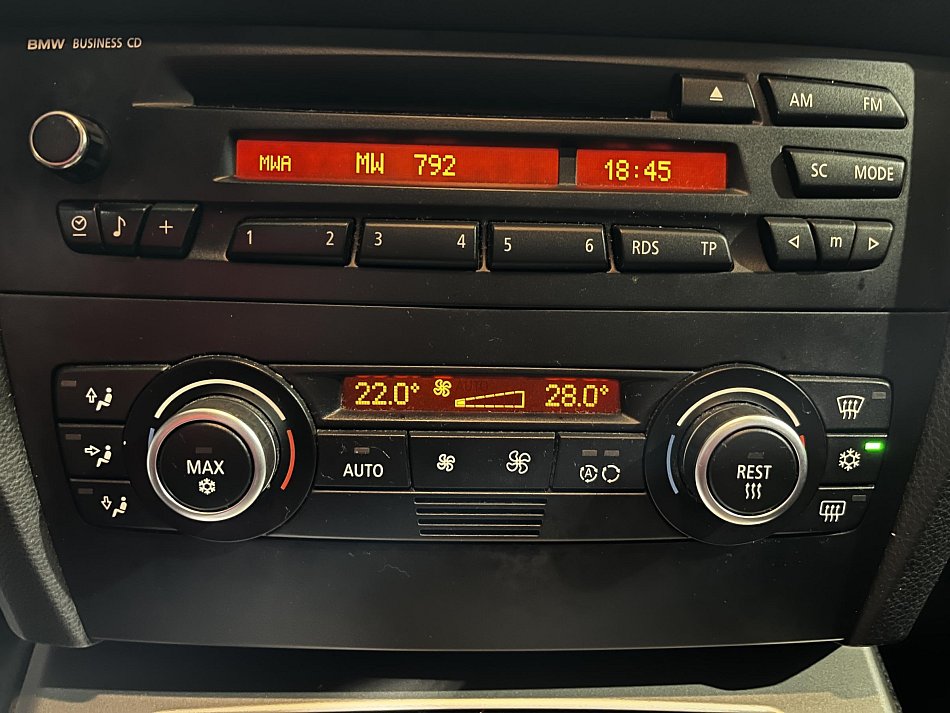 BMW BUSINESS CD
AM FM
MWA MW 792 18:45
SC MODE
1 2 3 4 5 6 RDS TP m
22.0° AUTO 28.0°
MAX
AUTO
A
REST